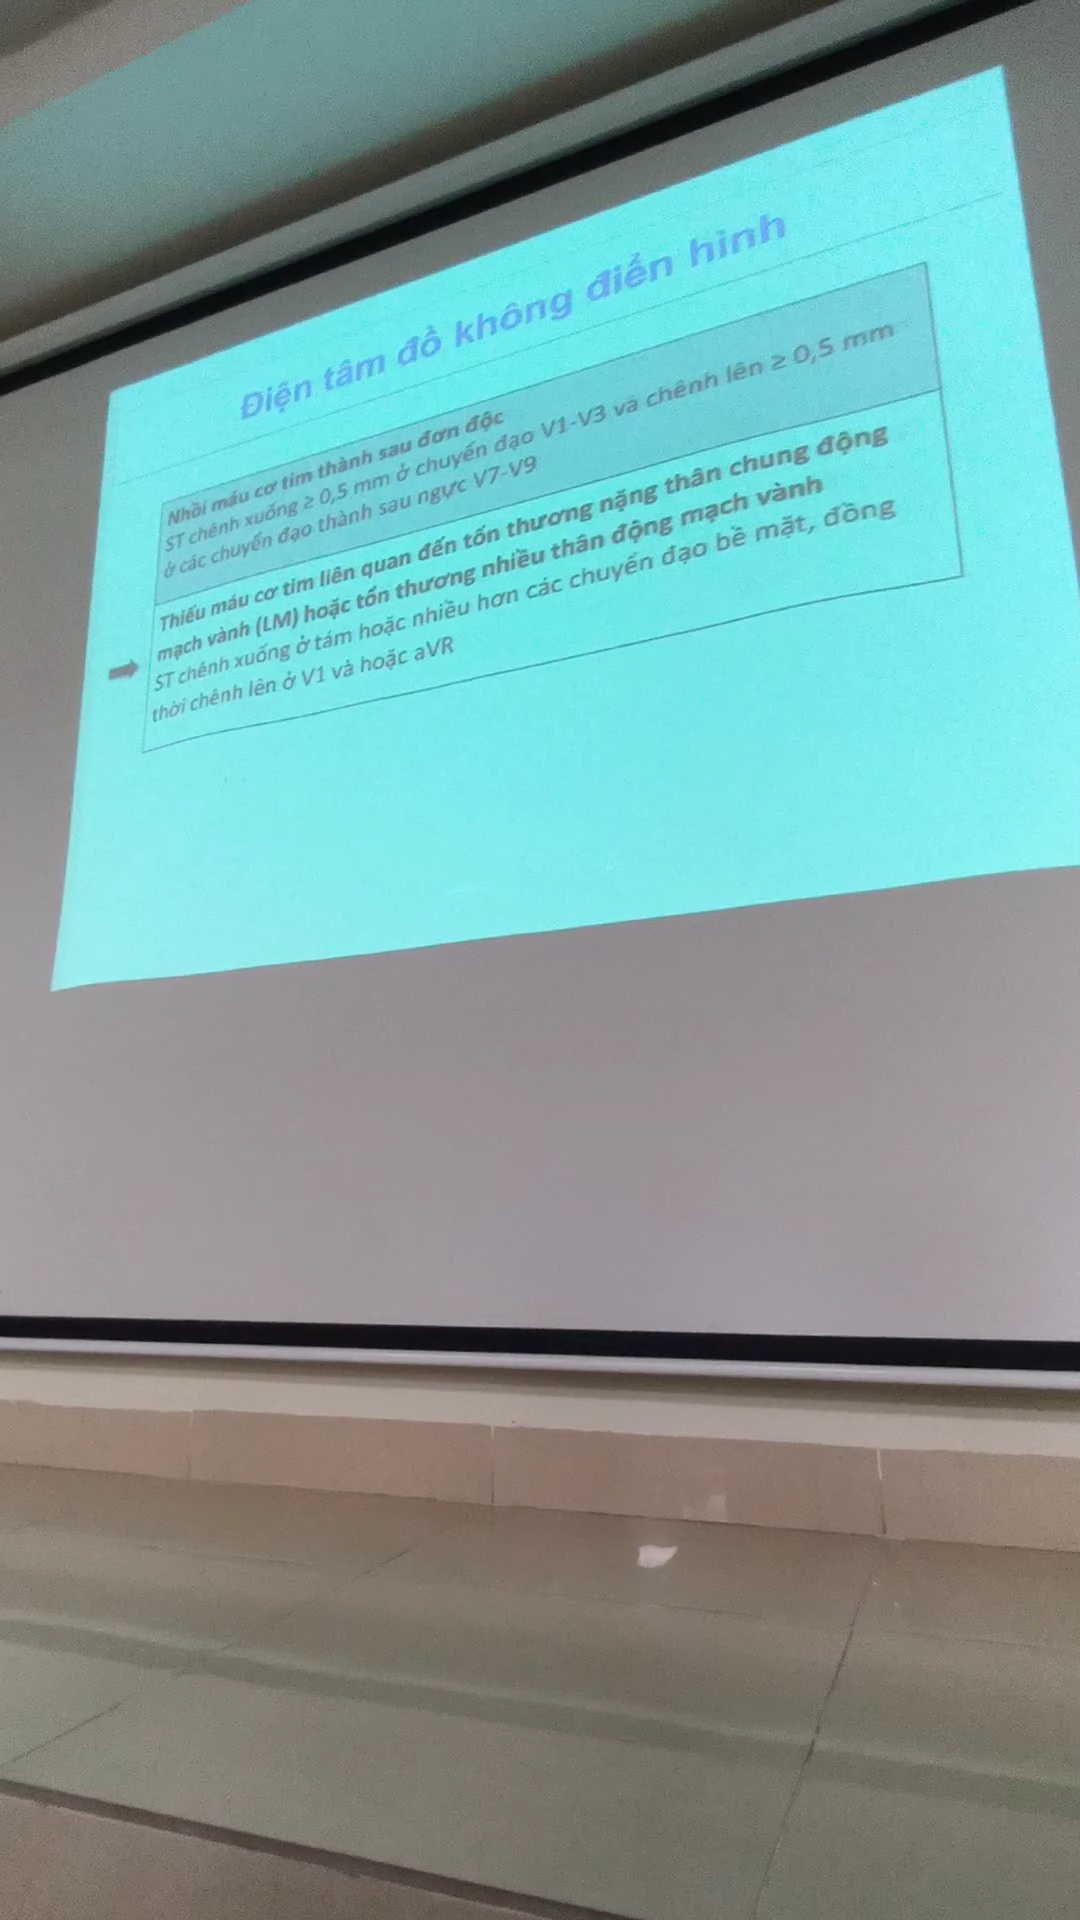 Điện tâm đồ không điển hình
Nhồi máu cơ tim thành sau đơn độc
ST chênh xuống ≥ 0,5 mm ở chuyển đạo V1-V3 và chênh lên ≥ 0,5 mm
ở các chuyển đạo thành sau ngực V7-V9
Thiếu máu cơ tim liên quan đến tổn thương nặng thân chung động
mạch vành (LM) hoặc tổn thương nhiều thân động mạch vành
ST chênh xuống ở tám hoặc nhiều hơn các chuyển đạo bề mặt, đồng
thời chênh lên ở V1 và hoặc aVR